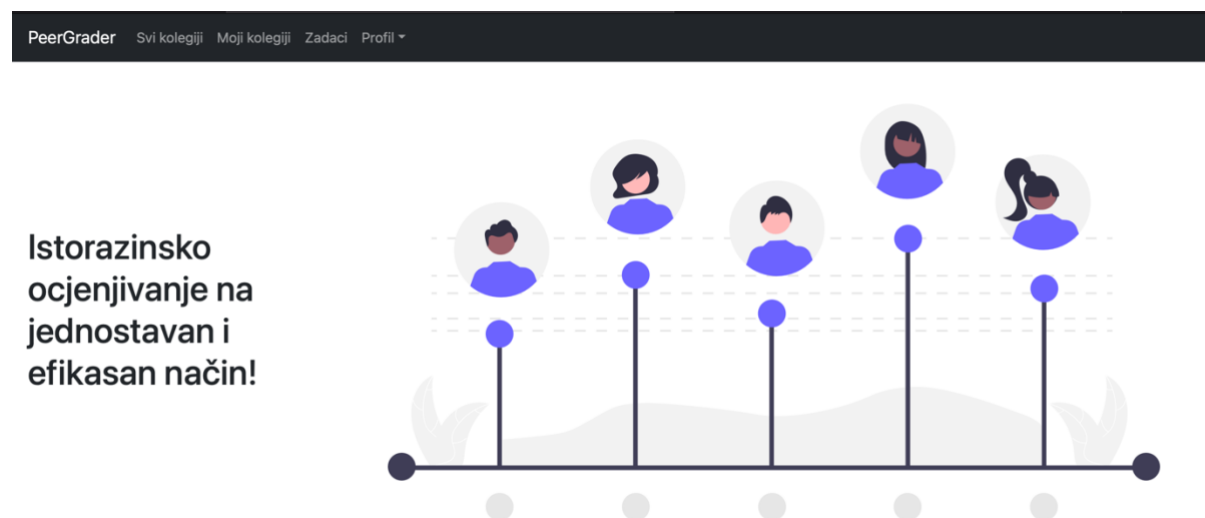 PeerGrader Svi kolegiji Moji kolegiji Zadaci Profil
Istorazinsko
ocjenjivanje na
jednostavan i
efikasan način!